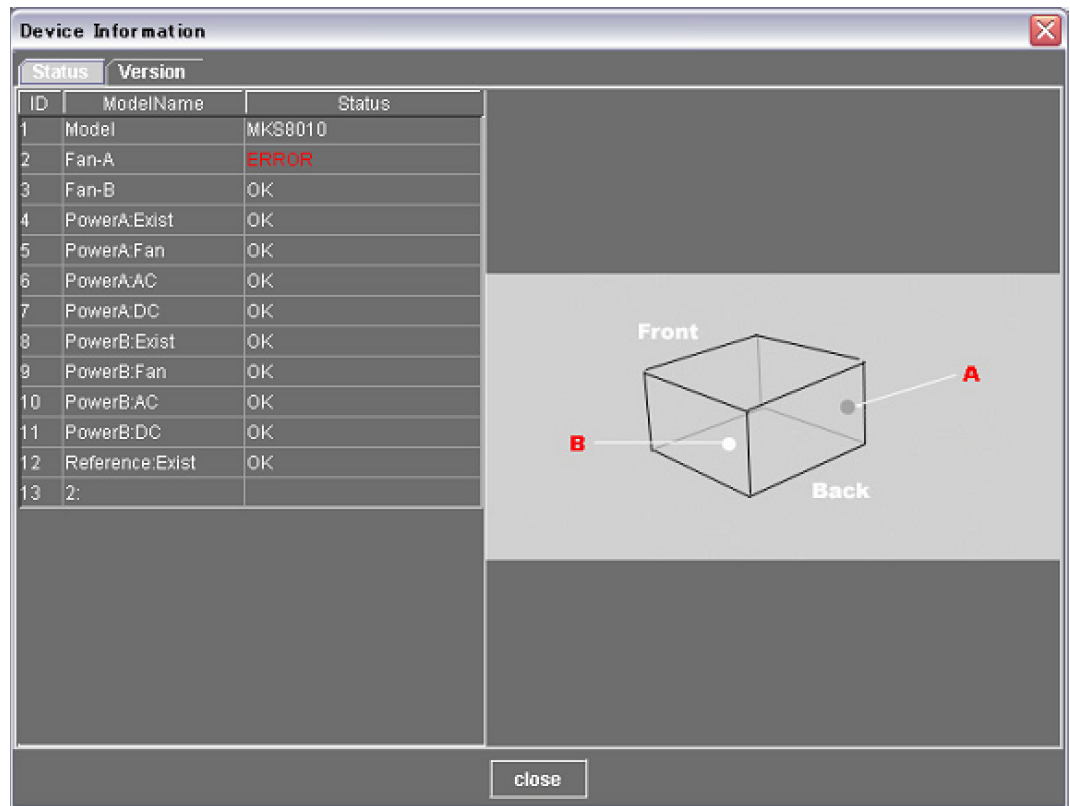 Device Information
Status Version
ID ModelName Status
1 Model MKS8010
2 Fan-A ERROR
3 Fan-B OK
4 PowerA:Exist OK
5 PowerA:Fan OK
6 PowerA:AC OK
7 PowerA:DC OK
8 PowerB:Exist OK
9 PowerB:Fan OK
10 PowerB:AC OK
11 PowerB:DC OK
12 Reference:Exist OK
13 2:
Front
A
B
Back
close